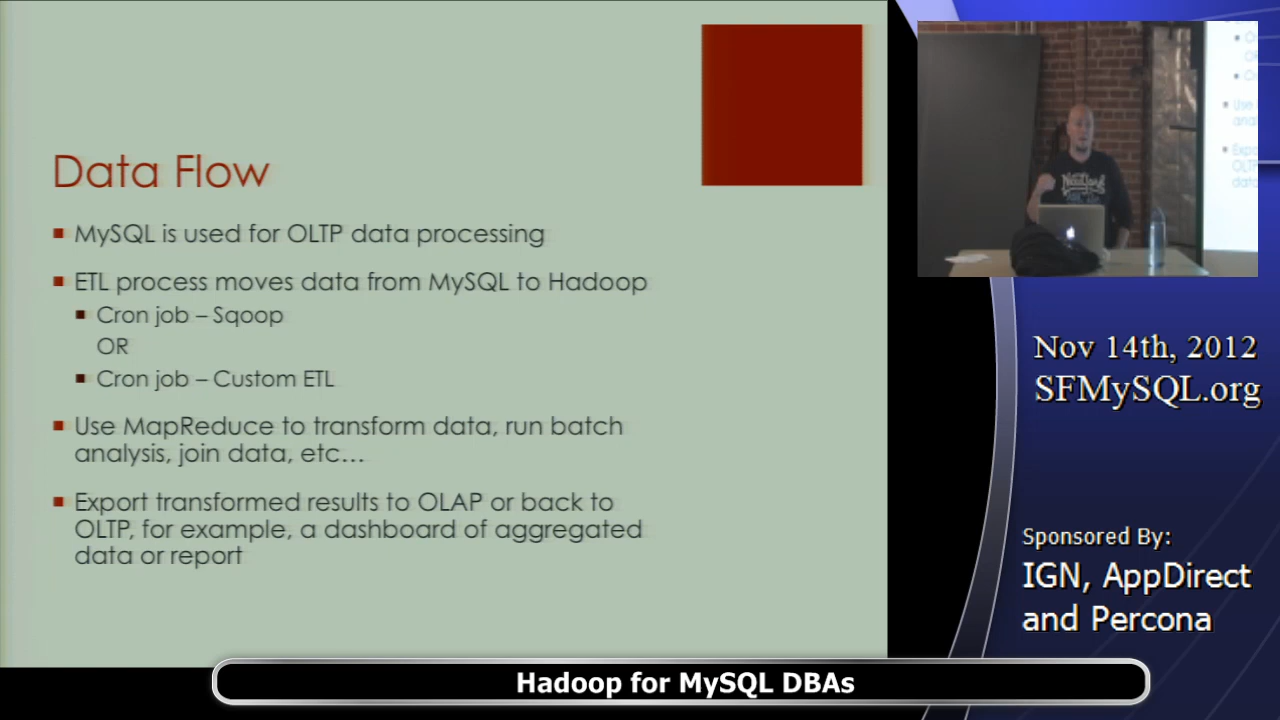 Data Flow
MySQL is used for OLTP data processing
ETL process moves data from MySQL to Hadoop
Cron job – Sqoop
OR
Cron job – Custom ETL
Use MapReduce to transform data, run batch
analysis, join data, etc…
Export transformed results to OLAP or back to
OLTP, for example, a dashboard of aggregated
data or report
Nov 14th, 2012
SFMySQL.org
Sponsored By:
IGN, AppDirect
and Percona
Hadoop for MySQL DBAs